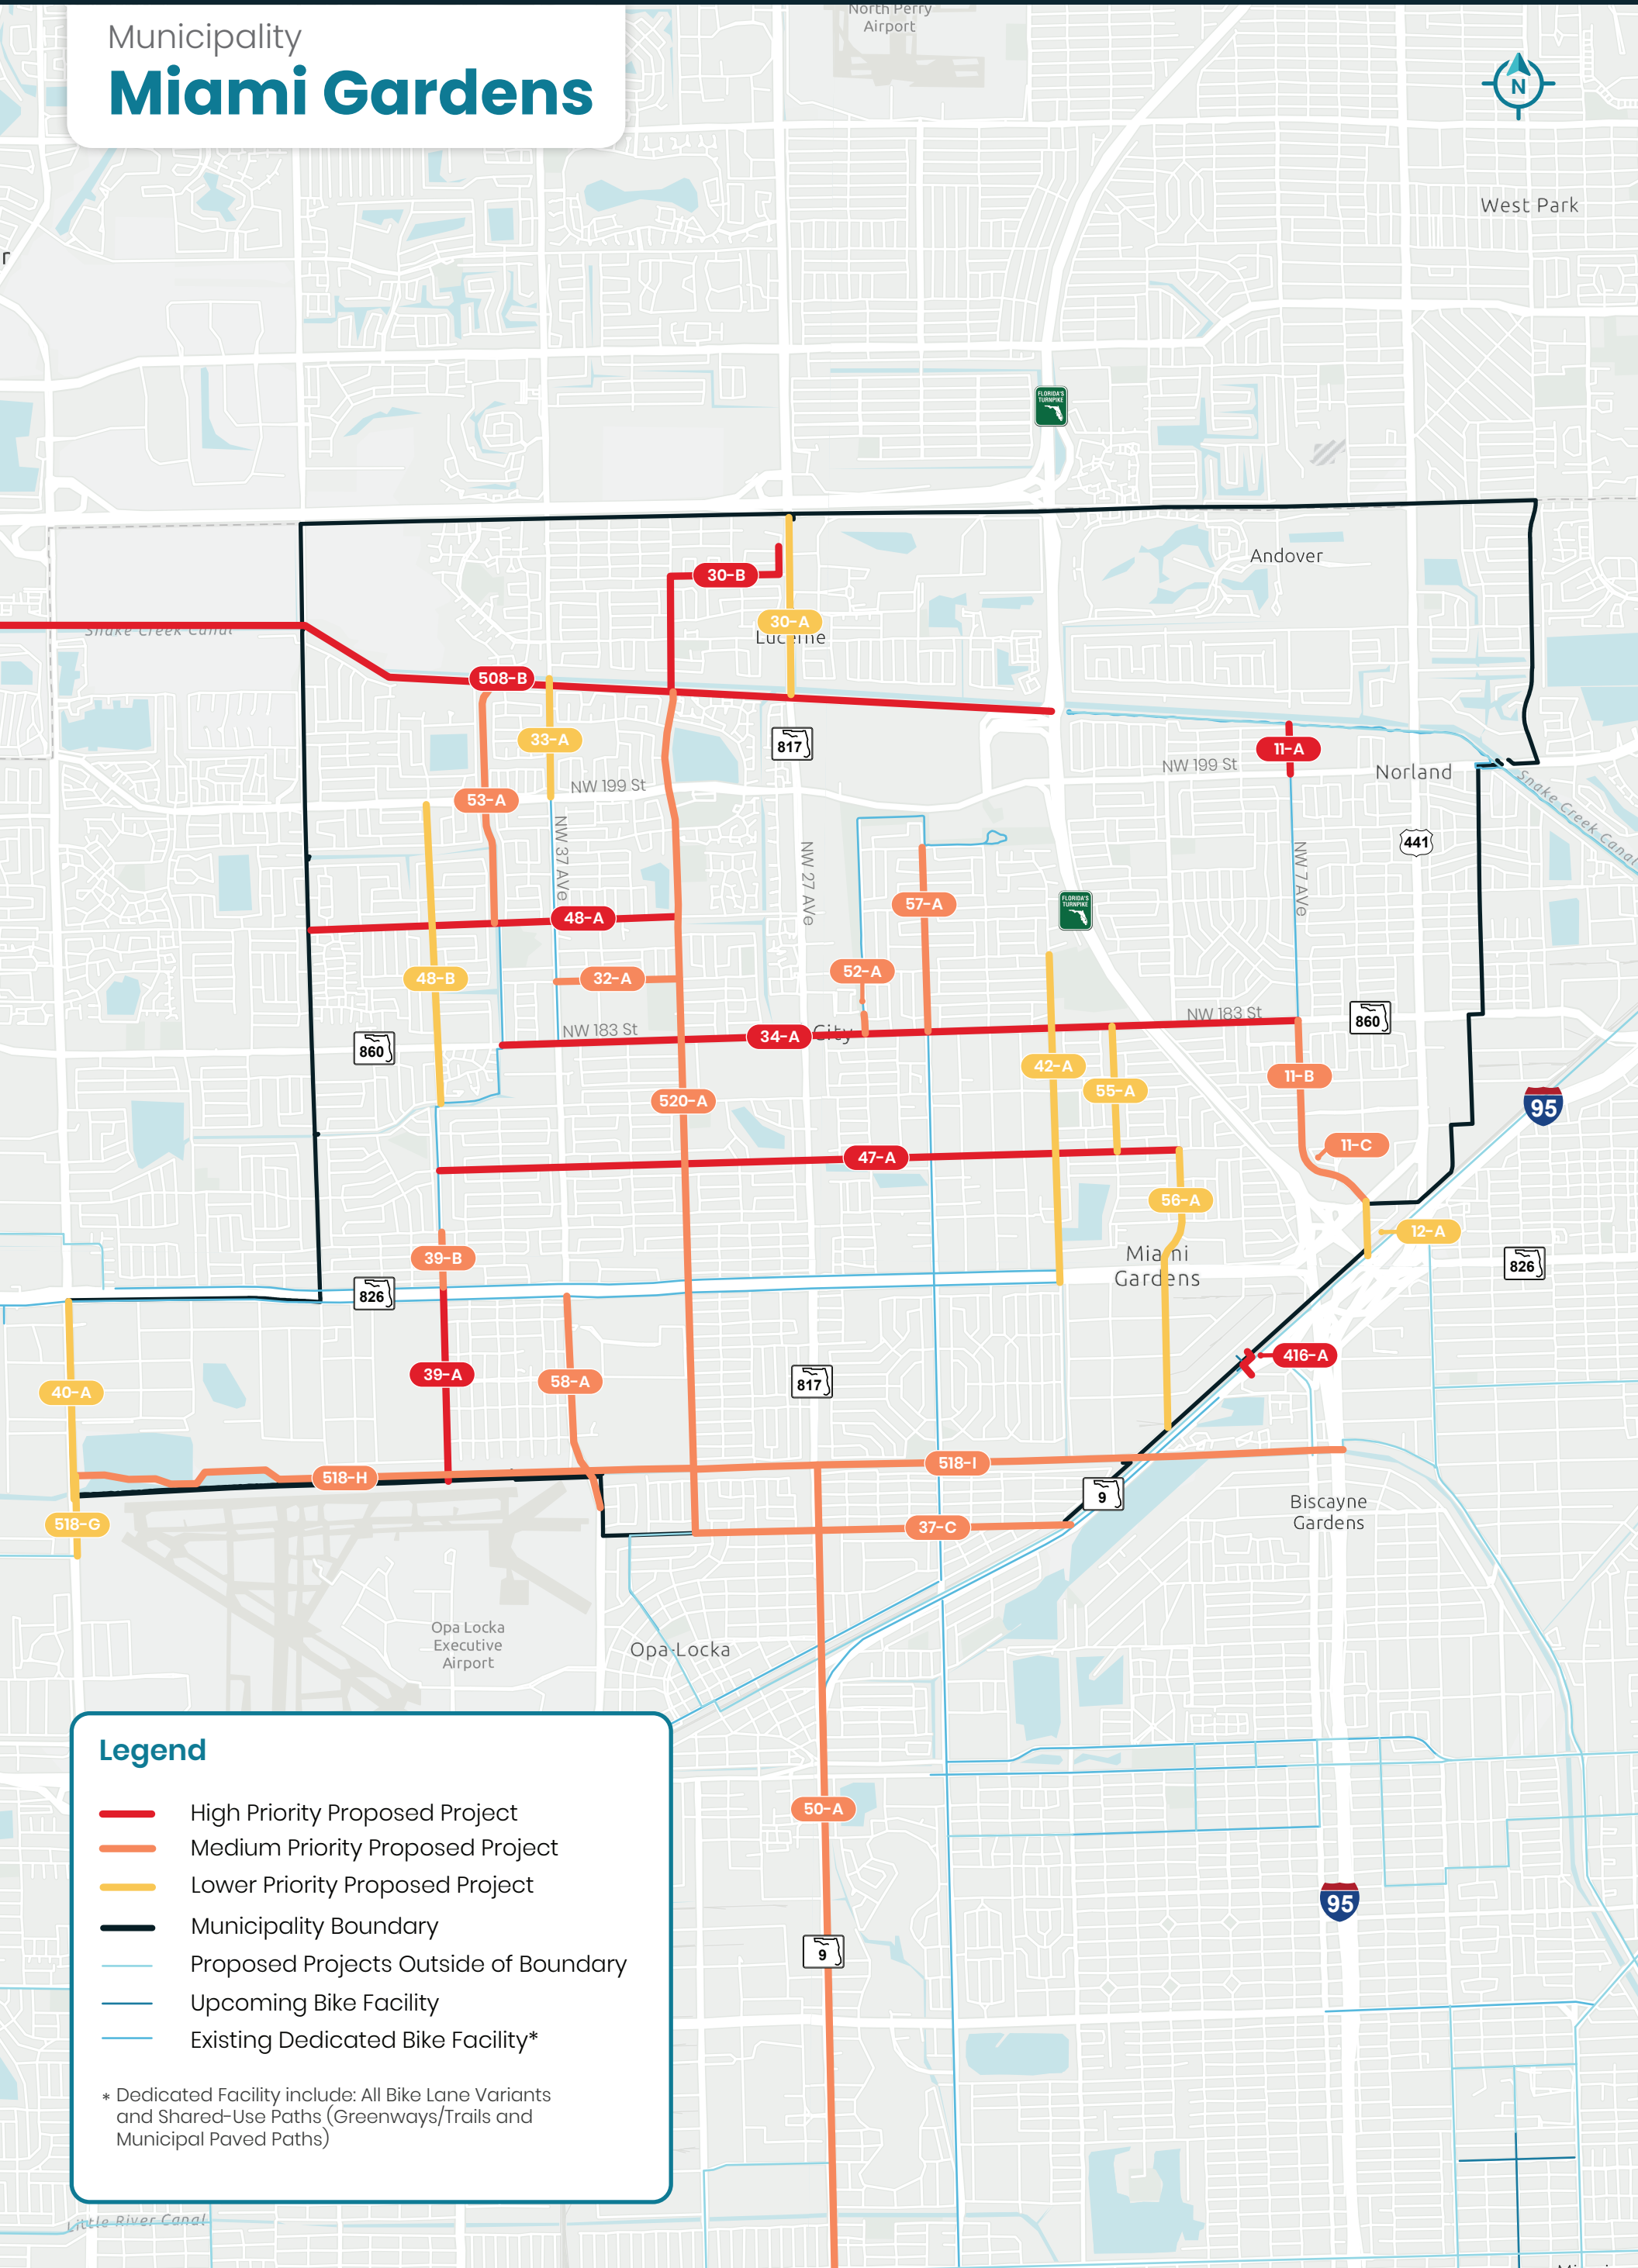 North Perry
Airport
Municipality
Miami Gardens
N
West Park
r
FLORIDA'S
TURNPIKE
Andover
30-B
30-A
Lucerne
Snake Creek Canal
508-B
33-A
817
11-A
NW 199 St
Norland
NW 199 St
53-A
Snake Creek Canal
441
NW 37 AVe
NW 27 AVe
NW 7 AVe
57-A
FLORIDA'S
TURNPIKE
48-A
52-A
48-B
32-A
NW 183 St
860
NW 183 St
34-A
City
860
42-A
11-B
55-A
520-A
95
11-C
47-A
56-A
12-A
39-B
Miami
Gardens
826
826
416-A
39-A
58-A
817
40-A
518-I
518-H
9
Biscayne
Gardens
518-G
37-C
Opa Locka
Executive
Airport
Opa-Locka
Legend
High Priority Proposed Project
Medium Priority Proposed Project
Lower Priority Proposed Project
Municipality Boundary
Proposed Projects Outside of Boundary
Upcoming Bike Facility
Existing Dedicated Bike Facility*
* Dedicated Facility include: All Bike Lane Variants
and Shared-Use Paths (Greenways/Trails and
Municipal Paved Paths)
50-A
95
9
Little River Canal